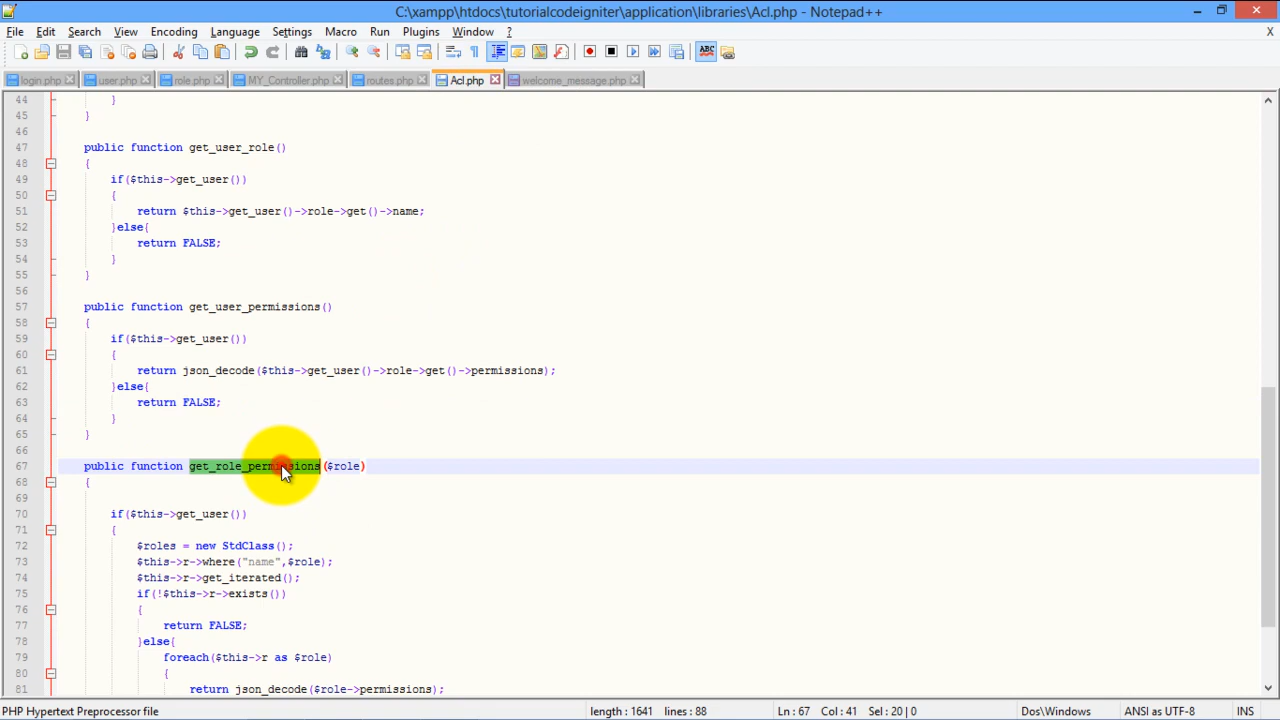 C:\xampp\htdocs\tutorialcodeigniter\application\libraries\Acl.php - Notepad++
File Edit Search View Encoding Language Settings Macro Run Plugins Window ? X
login.php user.php role.php MY_Controller.php routes.php Acl.php welcome_message.php
44 }
45 }
46
47 public function get_user_role()
48 {
49 if($this->get_user())
50 {
51 return $this->get_user()->role->get()->name;
52 }else{
53 return FALSE;
54 }
55 }
56
57 public function get_user_permissions()
58 {
59 if($this->get_user())
60 {
61 return json_decode($this->get_user()->role->get()->permissions);
62 }else{
63 return FALSE;
64 }
65 }
66
67 public function get_role_permissions($role)
68 {
69
70 if($this->get_user())
71 {
72 $roles = new StdClass();
73 $this->r->where("name",$role);
74 $this->r->get_iterated();
75 if(!$this->r->exists())
76 {
77 return FALSE;
78 }else{
79 foreach($this->r as $role)
80 {
81 return json_decode($role->permissions);
PHP Hypertext Preprocessor file length : 1641 lines : 88 Ln : 67 Col : 41 Sel : 20 | 0 Dos\Windows ANSI as UTF-8 INS